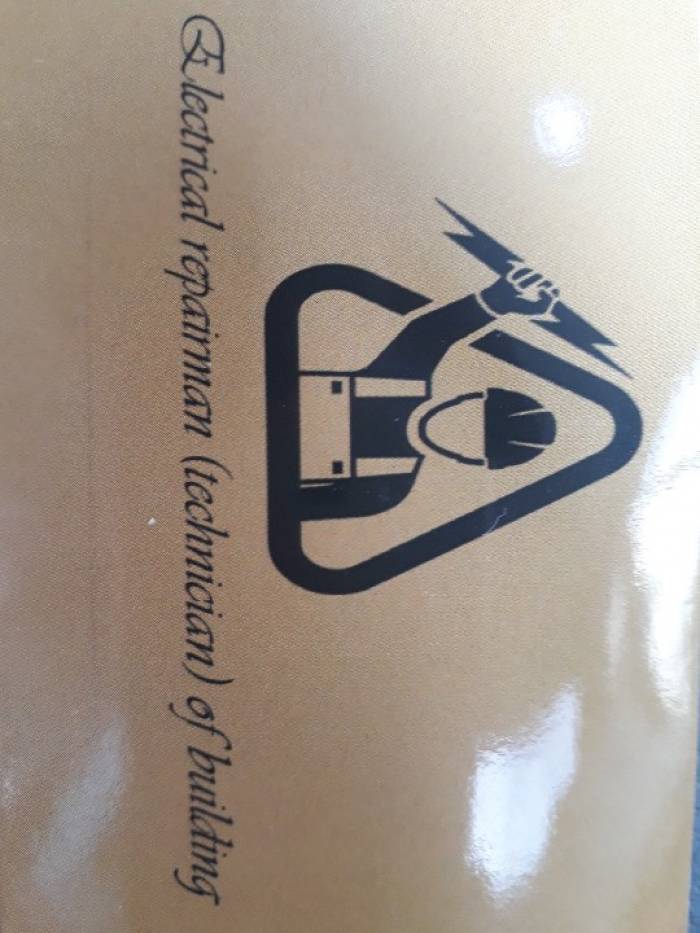 Electrical repairman (technician) of building